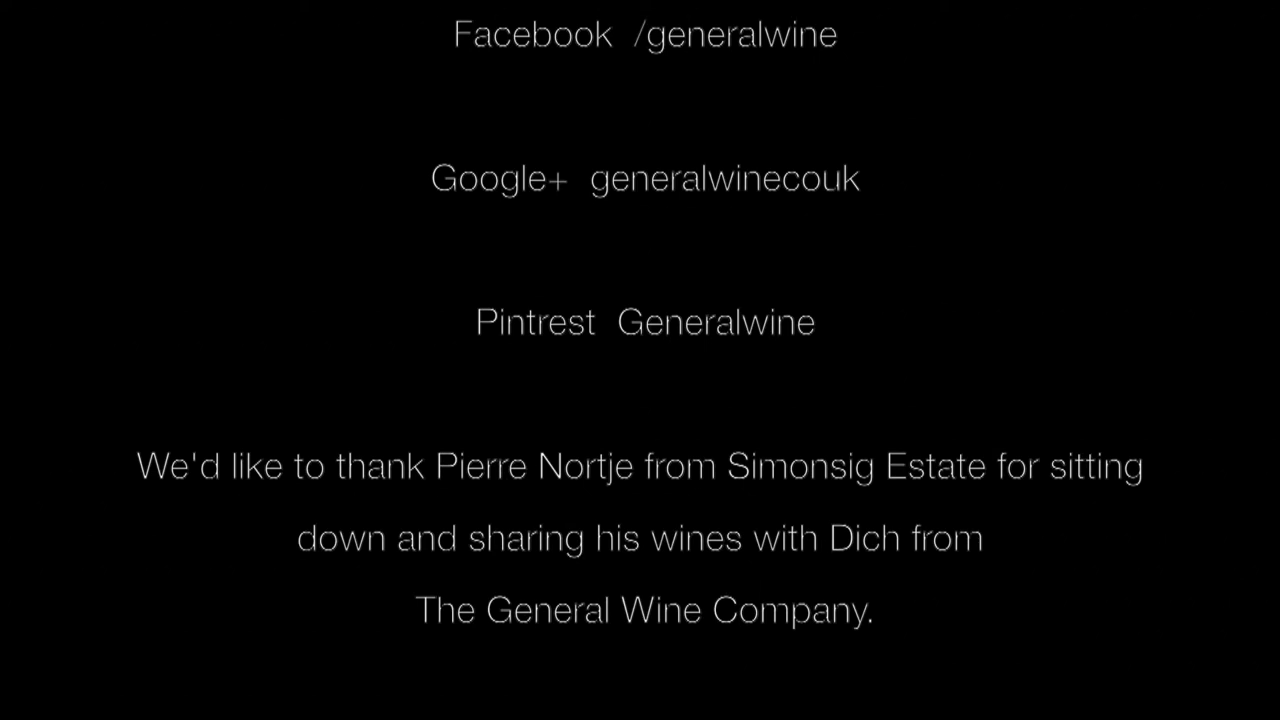 Facebook /generalwine
Google+ generalwinecouk
Pintrest Generalwine
We'd like to thank Pierre Nortje from Simonsig Estate for sitting
down and sharing his wines with Dich from
The General Wine Company.